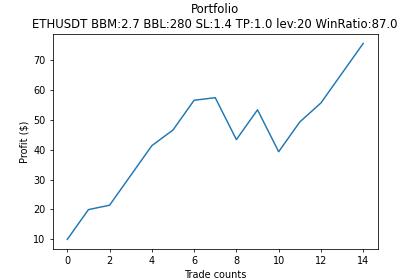 Portfolio
ETHUSDT BBM:2.7 BBL:280 SL:1.4 TP:1.0 lev:20 WinRatio:87.0
70
60
50
40
30
20
10
Profit ($)
0 2 4 6 8 10 12 14
Trade counts